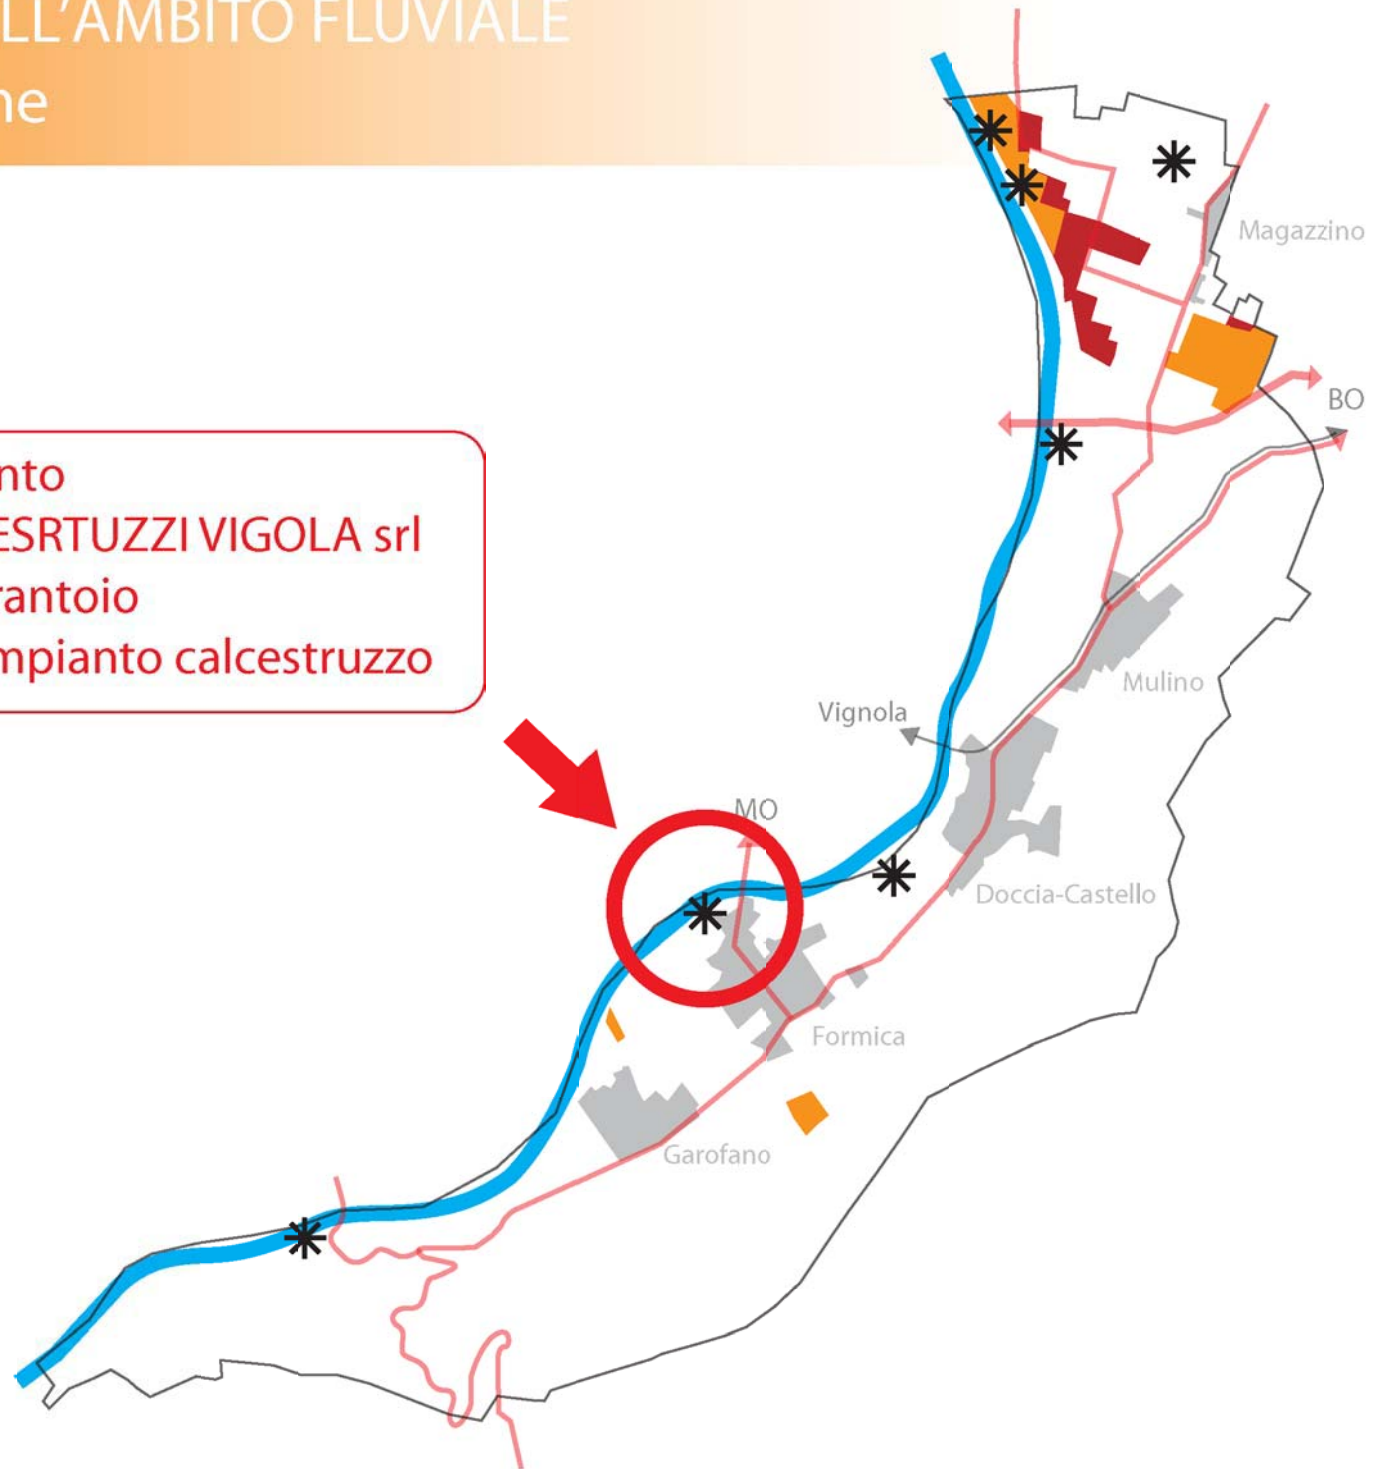 LL'AMBITO FLUVIALE
ne
nto
ESRTUZZI VIGOLA srl
rantoio
mpianto calcestruzzo
Magazzino
BO
Mulino
Vignola
MO
Doccia-Castello
Formica
Garofano